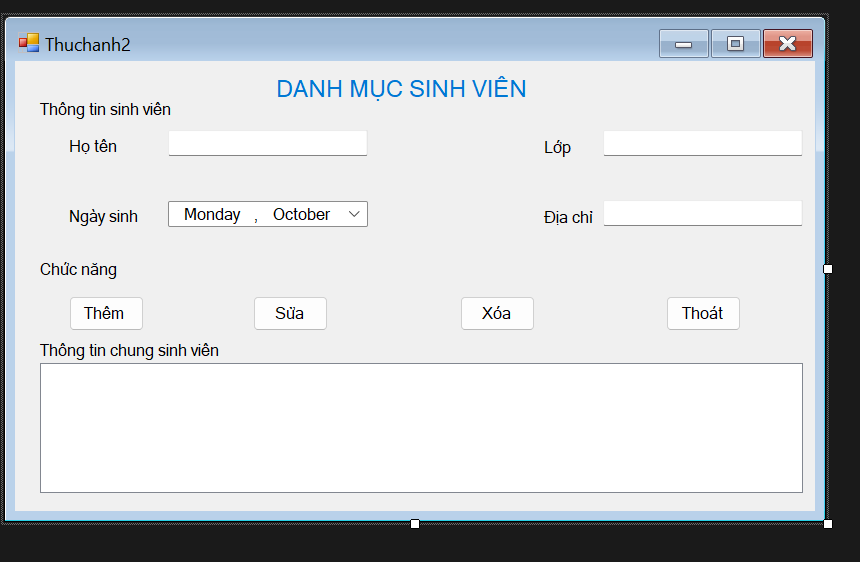 Thuchanh2
DANH MỤC SINH VIÊN
Thông tin sinh viên
Họ tên
Lớp
Ngày sinh
Monday , October
Địa chỉ
Chức năng
Thêm
Sửa
Xóa
Thoát
Thông tin chung sinh viên